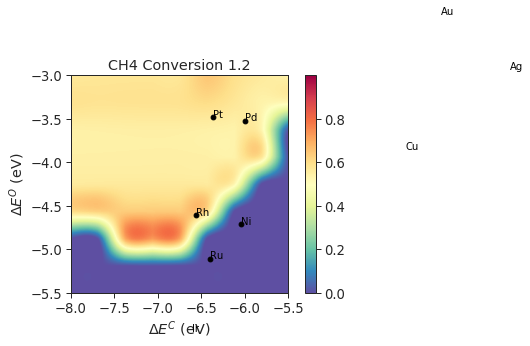 Au
CH4 Conversion 1.2
Ag
−3.0
−3.5
−4.0
−4.5
−5.0
−5.5
ΔE^O (eV)
Pt
Pd
Rh
Ni
Ru
Cu
0.8
0.6
0.4
0.2
0.0
−8.0 −7.5 −7.0 −6.5 −6.0 −5.5
ΔE^C (eV)
Ir